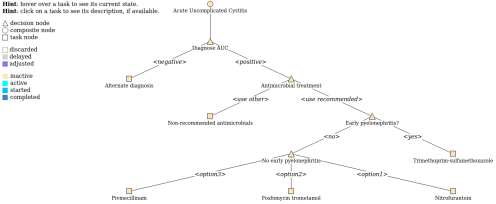 Hint: hover over a task to see its current state.
Hint: click on a task to see its description, if available.
decision node
composite node
task node
discarded
delayed
adjusted
inactive
active
started
completed
Acute Uncomplicated Cystitis
Diagnose AUC
<negative>
<positive>
Alternate diagnosis
Antimicrobial treatment
<use other>
<use recommended>
Non-recommended antimicrobials
Early pyelonephritis?
<no>
<yes>
No early pyelonephritis
Trimethoprim-sulfamethoxazole
<option3>
<option2>
<option1>
Pivmecillinam
Fosfomycin trometamol
Nitrofurantoin